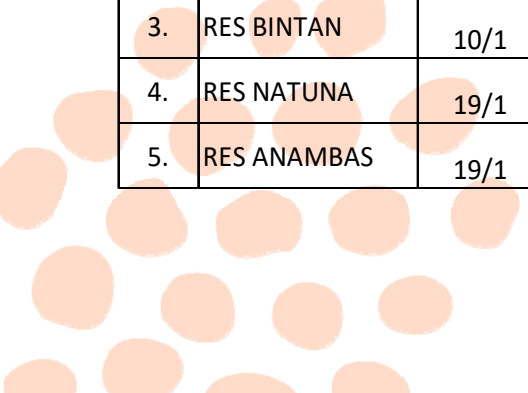 3. RES BINTAN 10/1
4. RES NATUNA 19/1
5. RES ANAMBAS 19/1